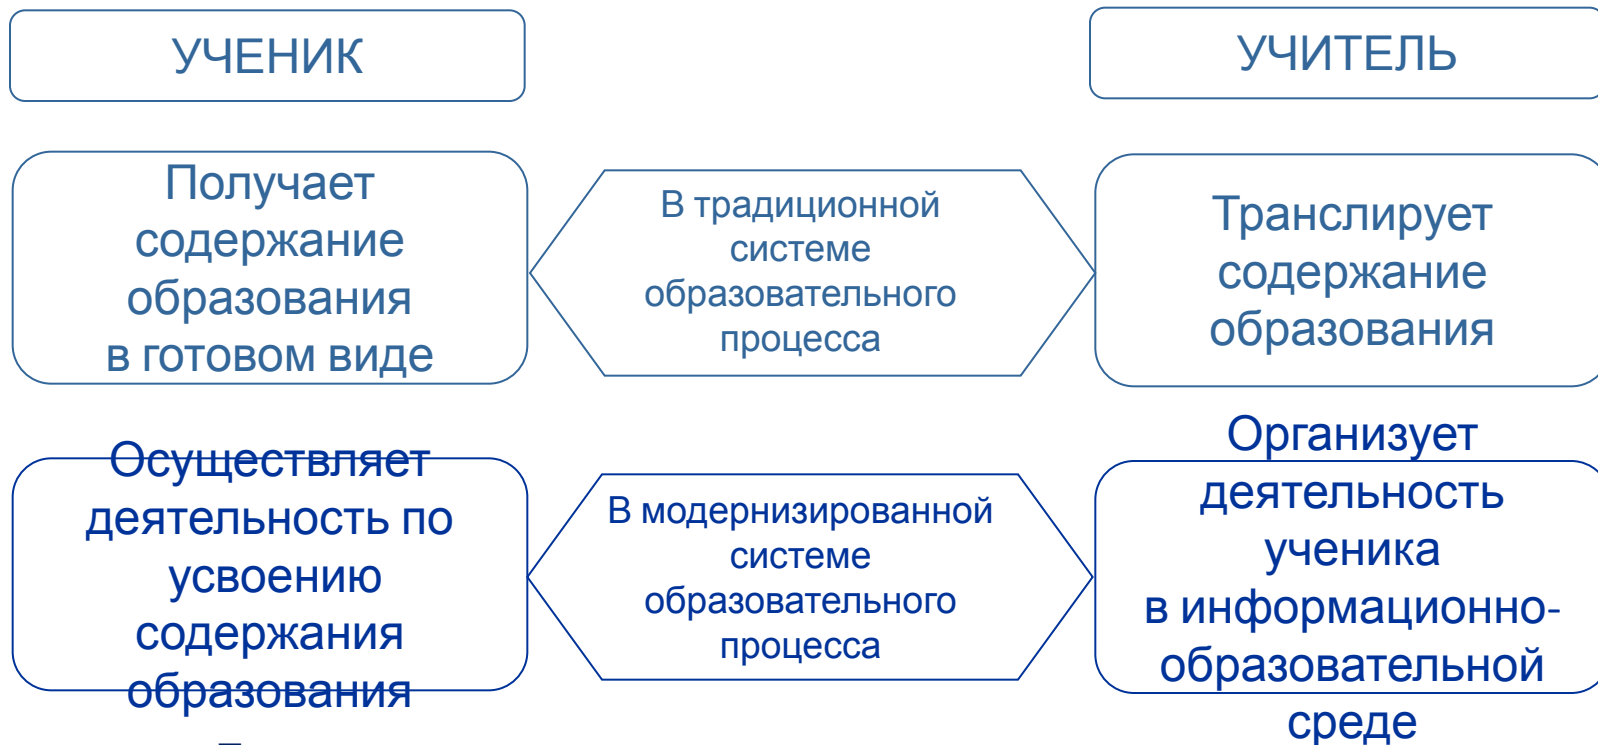 УЧЕНИК
УЧИТЕЛЬ
Получает
содержание
образования
в готовом виде
В традиционной
системе
образовательного
процесса
Транслирует
содержание
образования
Осуществляет
деятельность по
усвоению
содержания
образования
В модернизированной
системе
образовательного
процесса
Организует
деятельность
ученика
в информационно-
образовательной
среде